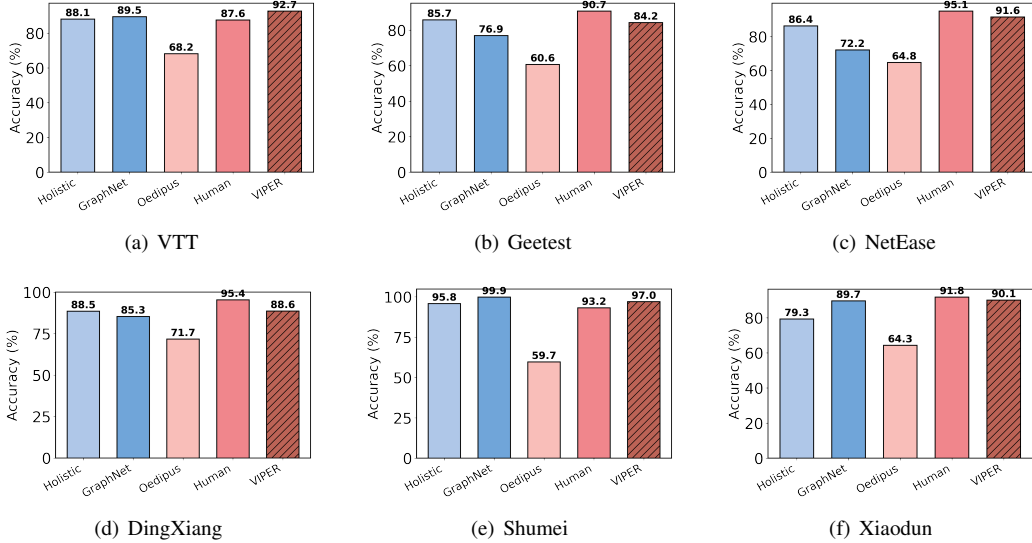 88.1 89.5 68.2 87.6 92.7
Accuracy (%)
80
60
40
20
0
Holistic GraphNet Oedipus Human VIPER
(a) VTT
85.7 76.9 60.6 90.7 84.2
Accuracy (%)
80
60
40
20
0
Holistic GraphNet Oedipus Human VIPER
(b) Geetest
86.4 72.2 64.8 95.1 91.6
Accuracy (%)
80
60
40
20
0
Holistic GraphNet Oedipus Human VIPER
(c) NetEase
88.5 85.3 71.7 95.4 88.6
Accuracy (%)
100
75
50
25
0
Holistic GraphNet Oedipus Human VIPER
(d) DingXiang
95.8 99.9 59.7 93.2 97.0
Accuracy (%)
100
75
50
25
0
Holistic GraphNet Oedipus Human VIPER
(e) Shumei
79.3 89.7 64.3 91.8 90.1
Accuracy (%)
80
60
40
20
0
Holistic GraphNet Oedipus Human VIPER
(f) Xiaodun